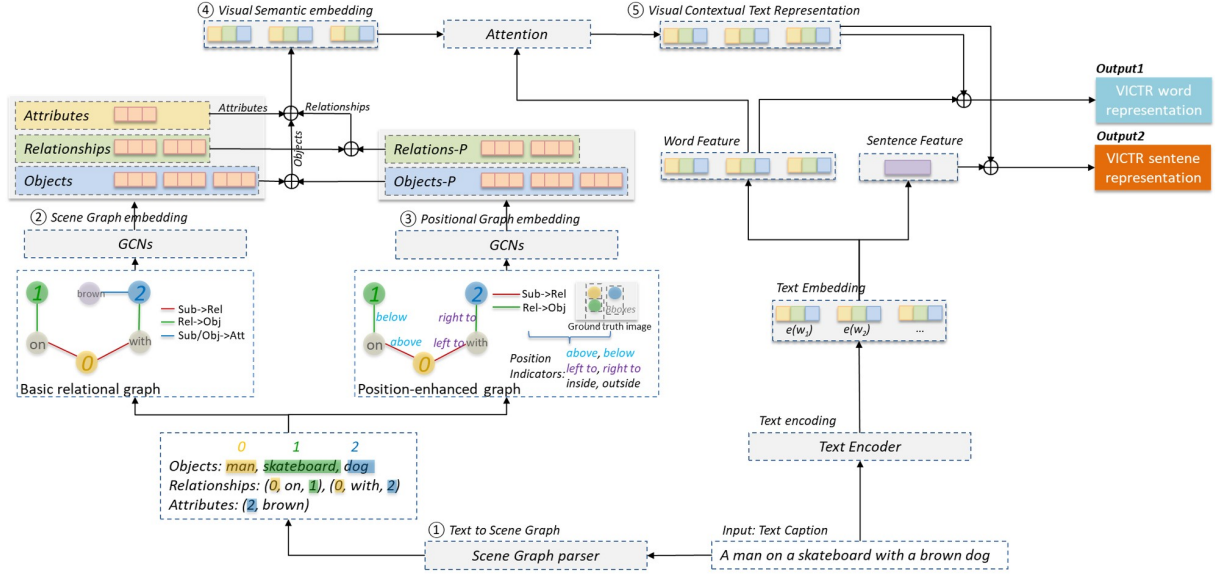 ④ Visual Semantic embedding
Attention
⑤ Visual Contextual Text Representation
Output1
VICTR word
representation
Output2
VICTR sentene
representation
Attributes
Relationships
Objects
Attributes
Relationships
Objects
Relations-P
Objects-P
Word Feature
Sentence Feature
② Scene Graph embedding
GCNs
③ Positional Graph embedding
GCNs
1
brown
2
on
with
0
Sub->Rel
Rel->Obj
Sub/Obj->Att
Basic relational graph
1
2
below
right to
on
above
left to
with
0
Sub->Rel
Rel->Obj
Bboxes
Ground truth image
Position
Indicators:
above, below
left to, right to
inside, outside
Position-enhanced graph
Text Embedding
e(w₁)
e(w₂)
...
Text encoding
Text Encoder
0 1 2
Objects: man, skateboard, dog
Relationships: (0, on, 1), (0, with, 2)
Attributes: (2, brown)
① Text to Scene Graph
Scene Graph parser
Input: Text Caption
A man on a skateboard with a brown dog